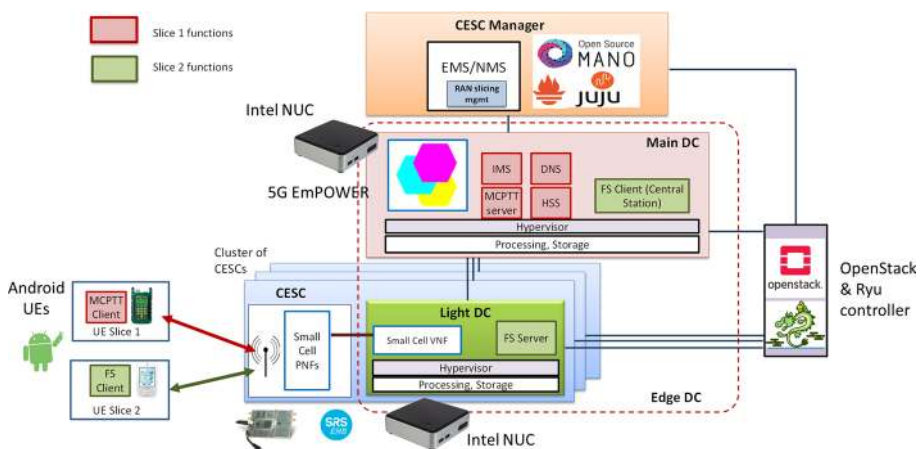 Slice 1 functions
Slice 2 functions
CESC Manager
EMS/NMS
RAN slicing
mgmt
Open Source
MANO
JUJU
Intel NUC
Main DC
5G EmPOWER
IMS
DNS
MCPTT
server
HSS
FS Client (Central
Station)
Hypervisor
Processing, Storage
Cluster of
CESCs
CESC
Android
UEs
MCPTT
Client
UE Slice 1
FS
Client
UE Slice 2
Small
Cell
PNFs
Light DC
Small Cell VNF
FS Server
Hypervisor
Processing, Storage
Edge DC
openstack.
OpenStack
& Ryu
controller
SRS
ENB
Intel NUC